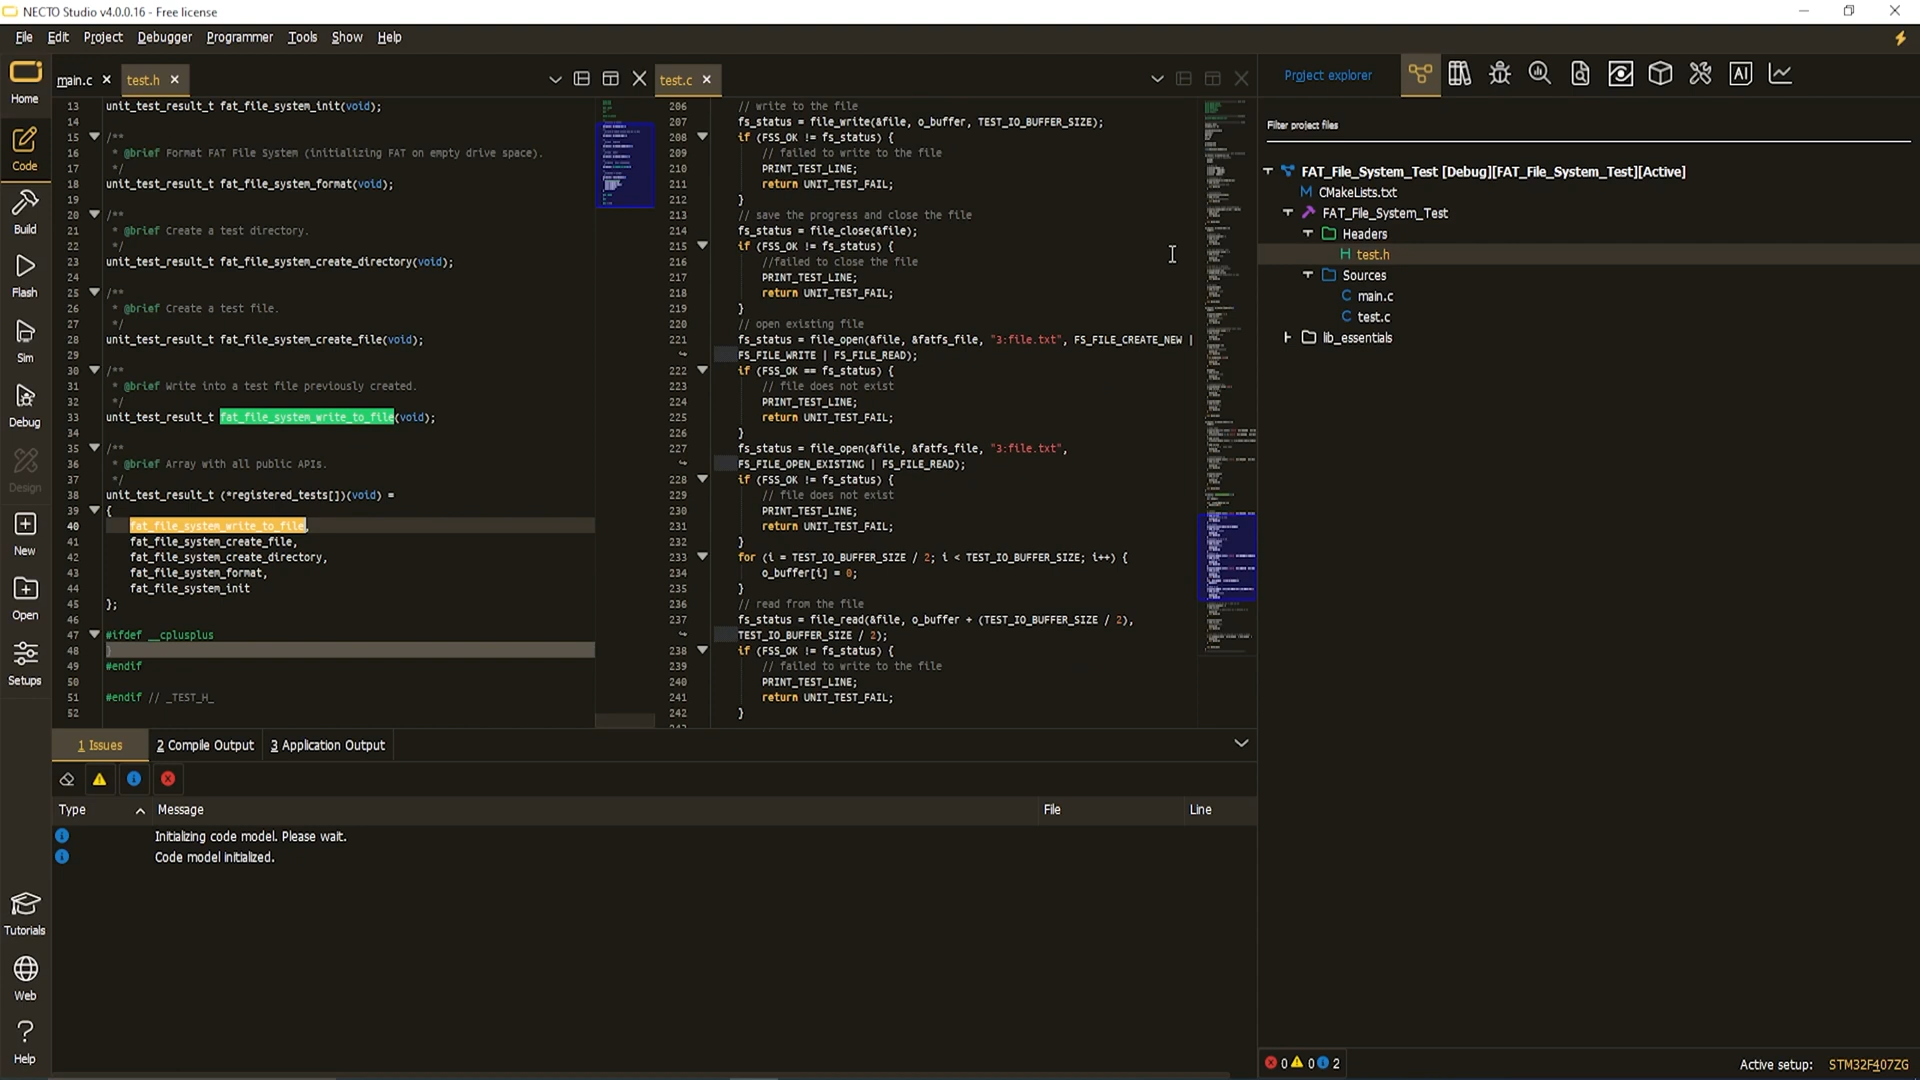 NECTO Studio v4.0.0.16 - Free license
File Edit Project Debugger Programmer Tools Show Help
Home
Code
Build
Flash
Sim
Debug
Design
New
Open
Setups
Tutorials
Web
Help
main.c test.h
13 unit_test_result_t fat_file_system_init(void);
14
15 /**
16 * @brief Format FAT File System (initializing FAT on empty drive space).
17 */
18 unit_test_result_t fat_file_system_format(void);
19
20 /**
21 * @brief Create a test directory.
22 */
23 unit_test_result_t fat_file_system_create_directory(void);
24
25 /**
26 * @brief Create a test file.
27 */
28 unit_test_result_t fat_file_system_create_file(void);
29
30 /**
31 * @brief Write into a test file previously created.
32 */
33 unit_test_result_t fat_file_system_write_to_file(void);
34
35 /**
36 * @brief Array with all public APIs.
37 */
38 unit_test_result_t (*registered_tests[])(void) =
39 {
40 fat_file_system_write_to_file,
41 fat_file_system_create_file,
42 fat_file_system_create_directory,
43 fat_file_system_format,
44 fat_file_system_init
45 };
46
47 #ifdef __cplusplus
48 }
49 #endif
50
51 #endif // _TEST_H_
52
test.c
206 // write to the file
207 fs_status = file_write(&file, o_buffer, TEST_IO_BUFFER_SIZE);
208 if (FSS_OK != fs_status) {
209 // failed to write to the file
210 PRINT_TEST_LINE;
211 return UNIT_TEST_FAIL;
212 }
213 // save the progress and close the file
214 fs_status = file_close(&file);
215 if (FSS_OK != fs_status) {
216 //failed to close the file
217 PRINT_TEST_LINE;
218 return UNIT_TEST_FAIL;
219 }
220 // open existing file
221 fs_status = file_open(&file, &fatfs_file, "3:file.txt", FS_FILE_CREATE_NEW |
FS_FILE_WRITE | FS_FILE_READ);
222 if (FSS_OK == fs_status) {
223 // file does not exist
224 PRINT_TEST_LINE;
225 return UNIT_TEST_FAIL;
226 }
227 fs_status = file_open(&file, &fatfs_file, "3:file.txt",
FS_FILE_OPEN_EXISTING | FS_FILE_READ);
228 if (FSS_OK != fs_status) {
229 // file does not exist
230 PRINT_TEST_LINE;
231 return UNIT_TEST_FAIL;
232 }
233 for (i = TEST_IO_BUFFER_SIZE / 2; i < TEST_IO_BUFFER_SIZE; i++) {
234 o_buffer[i] = 0;
235 }
236 // read from the file
237 fs_status = file_read(&file, o_buffer + (TEST_IO_BUFFER_SIZE / 2),
TEST_IO_BUFFER_SIZE / 2);
238 if (FSS_OK != fs_status) {
239 // failed to write to the file
240 PRINT_TEST_LINE;
241 return UNIT_TEST_FAIL;
242 }
Project explorer
AI
Filter project files
FAT_File_System_Test [Debug][FAT_File_System_Test][Active]
M CMakeLists.txt
FAT_File_System_Test
Headers
H test.h
Sources
C main.c
C test.c
lib_essentials
1 Issues 2 Compile Output 3 Application Output
Type Message File Line
Initializing code model. Please wait.
Code model initialized.
0 0 2
Active setup: STM32F407ZG